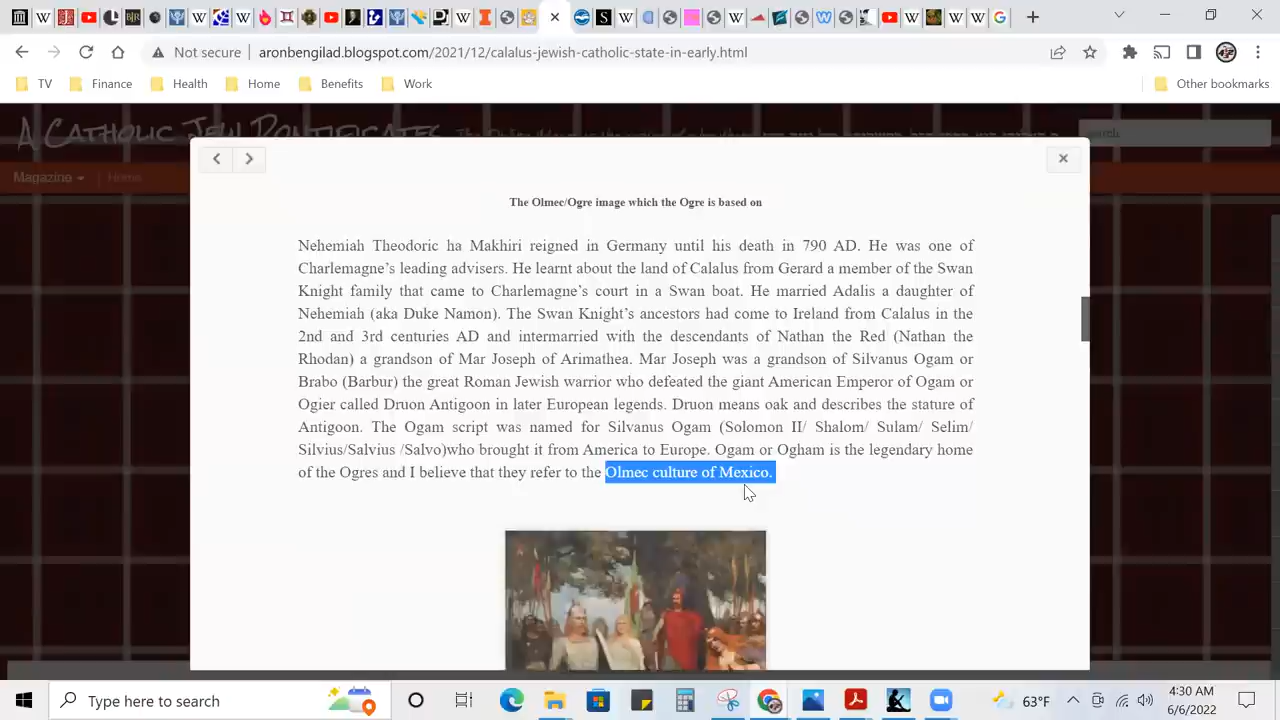 Not secure
aronbengilad.blogspot.com/2021/12/calalus-jewish-catholic-state-in-early.html
TV
Finance
Health
Home
Benefits
Work
Other bookmarks
A Catholic Jew Pontificates
Search
Magazine
Home
The Olmec/Ogre image which the Ogre is based on
Nehemiah Theodoric ha Makhiri reigned in Germany until his death in 790 AD. He was one of
Charlemagne's leading advisers. He learnt about the land of Calalus from Gerard a member of the Swan
Knight family that came to Charlemagne's court in a Swan boat. He married Adalis a daughter of
Nehemiah (aka Duke Namon). The Swan Knight's ancestors had come to Ireland from Calalus in the
2nd and 3rd centuries AD and intermarried with the descendants of Nathan the Red (Nathan the
Rhodan) a grandson of Mar Joseph of Arimathea. Mar Joseph was a grandson of Silvanus Ogam or
Brabo (Barbur) the great Roman Jewish warrior who defeated the giant American Emperor of Ogam or
Ogier called Druon Antigoon in later European legends. Druon means oak and describes the stature of
Antigoon. The Ogam script was named for Silvanus Ogam (Solomon II/ Shalom/ Sulam/ Selim/
Silvius/Salvius /Salvo)who brought it from America to Europe. Ogam or Ogham is the legendary home
of the Ogres and I believe that they refer to the Olmec culture of Mexico.
Type here to search
63°F
4:30 AM
6/6/2022